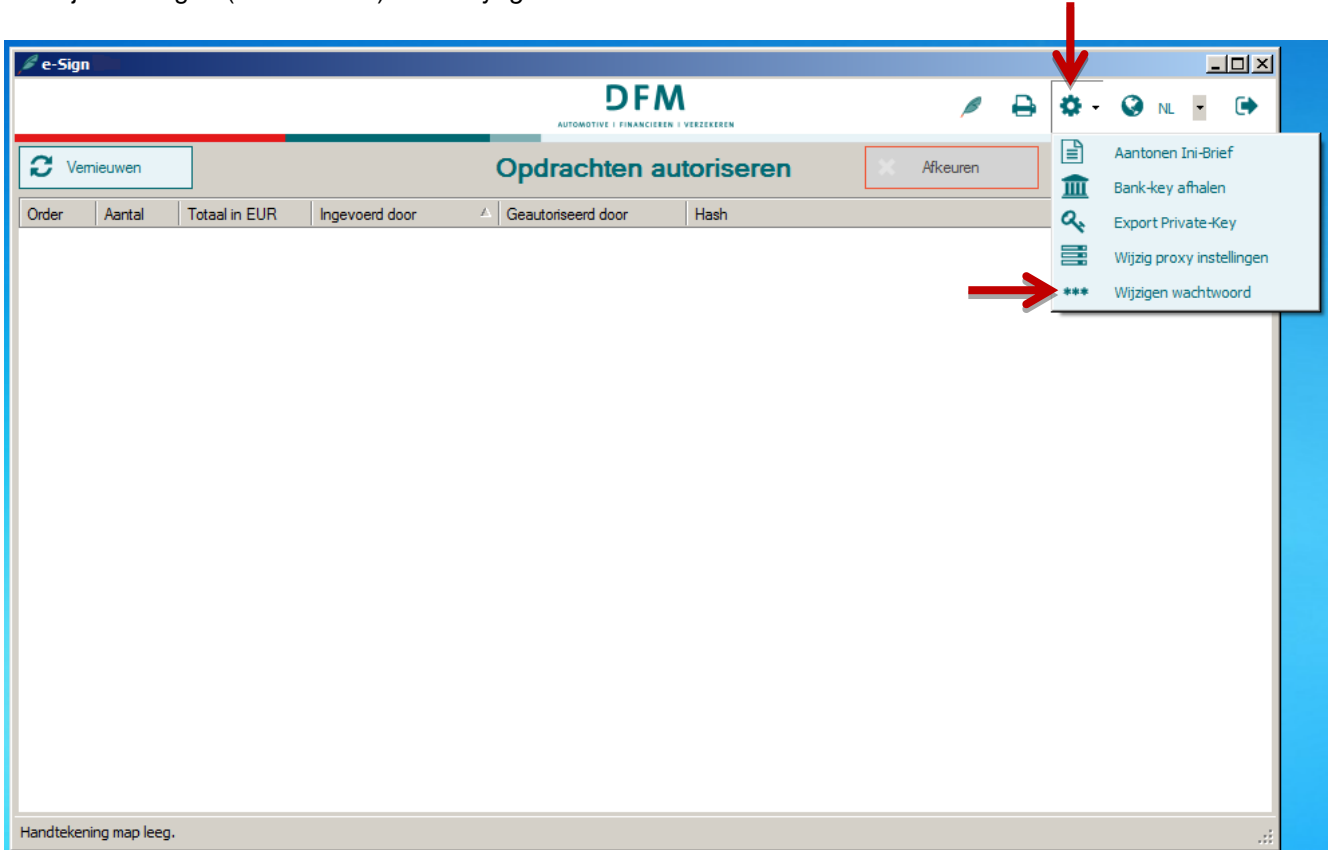 e-Sign
DFM
AUTOMOTIVE I FINANCIEREN I VERZEKEREN
NL
Vernieuwen
Opdrachten autoriseren
Afkeuren
Order Aantal Totaal in EUR Ingevoerd door Geautoriseerd door Hash
Aantonen Ini-Brief
Bank-key afhalen
Export Private-Key
Wijzig proxy instellingen
*** Wijzigen wachtwoord
Handtekening map leeg.